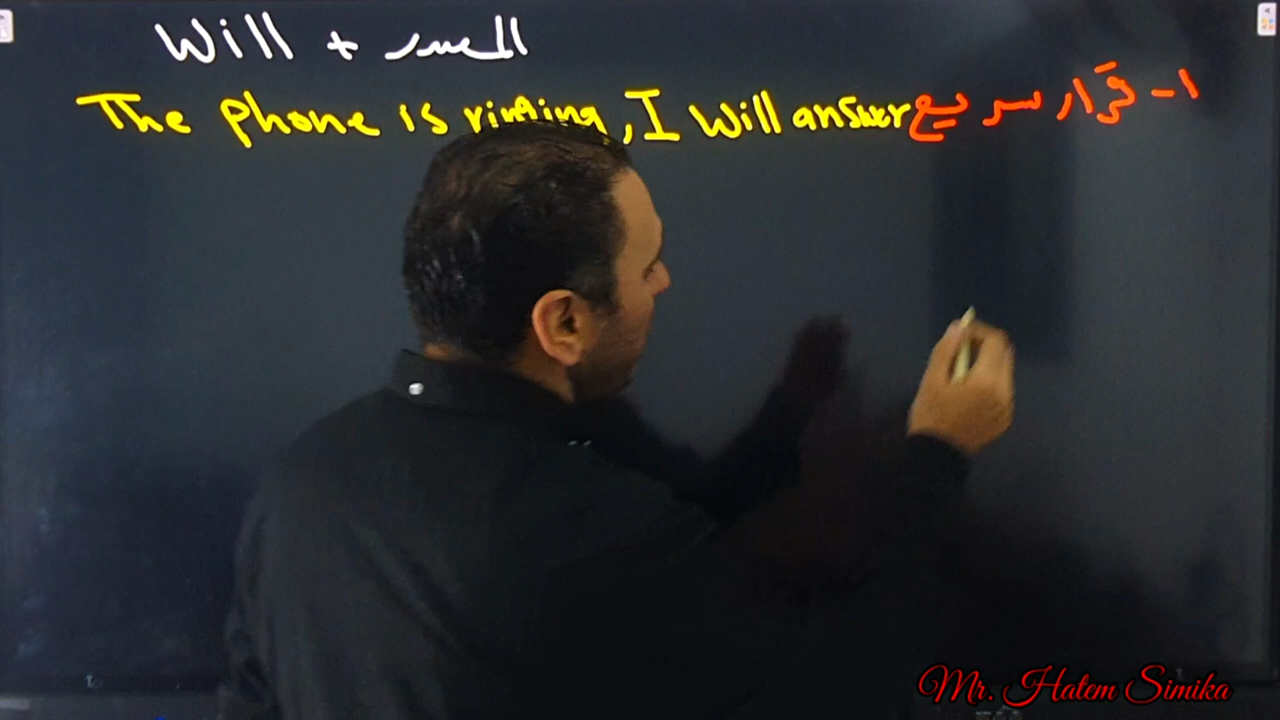 Will + المصدر
The phone is ringing, I will answer ١- قرار سريع
Mr. Hatem Simika